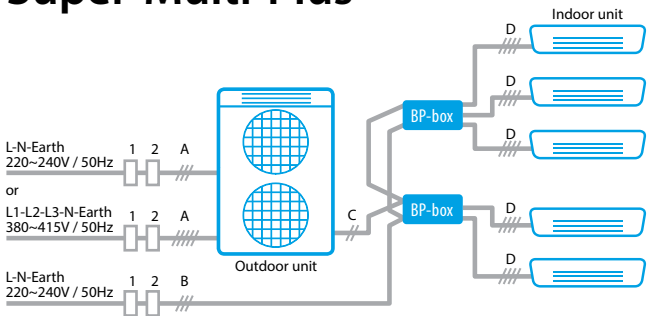 Super Multi Plus
Indoor unit
D
D
BP-box
D
L-N-Earth
220~240V / 50Hz
1 2 A
or
L1-L2-L3-N-Earth
380~415V / 50Hz
1 2 A
C
BP-box
D
D
Outdoor unit
L-N-Earth
220~240V / 50Hz
1 2 B